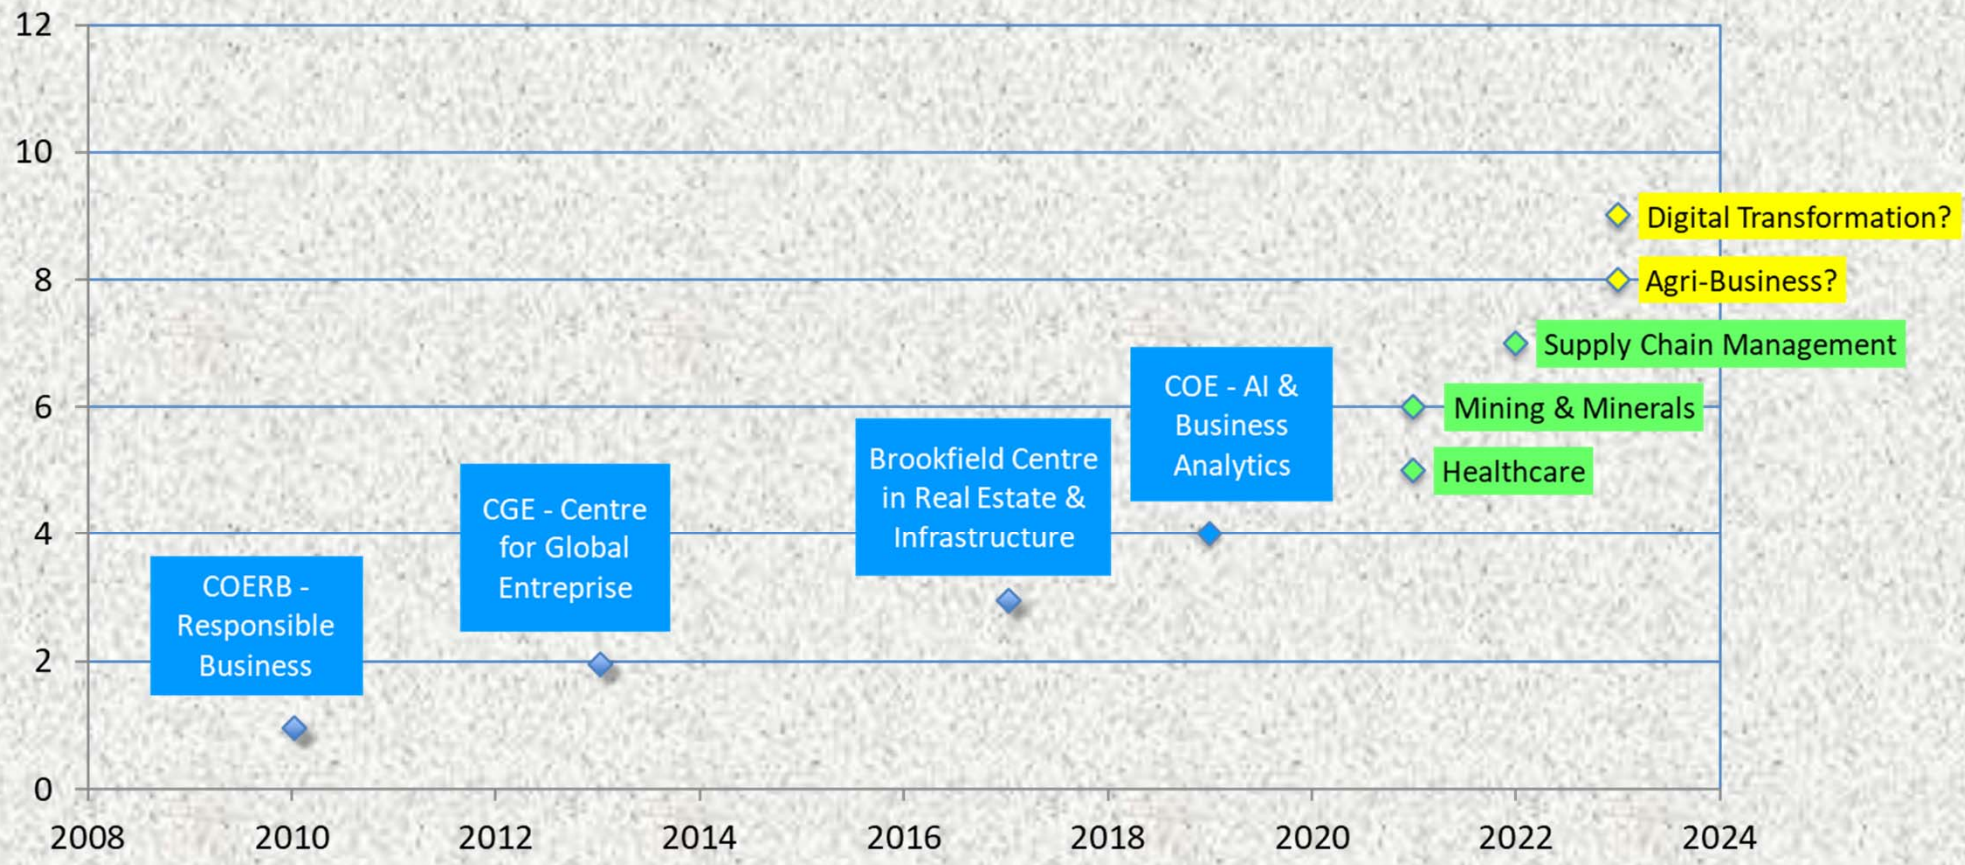 12
10
8
6
4
2
0
Digital Transformation?
Agri-Business?
Supply Chain Management
Mining & Minerals
Healthcare
COE - AI &
Business
Analytics
Brookfield Centre
in Real Estate &
Infrastructure
CGE - Centre
for Global
Entreprise
COERB -
Responsible
Business
2008 2010 2012 2014 2016 2018 2020 2022 2024